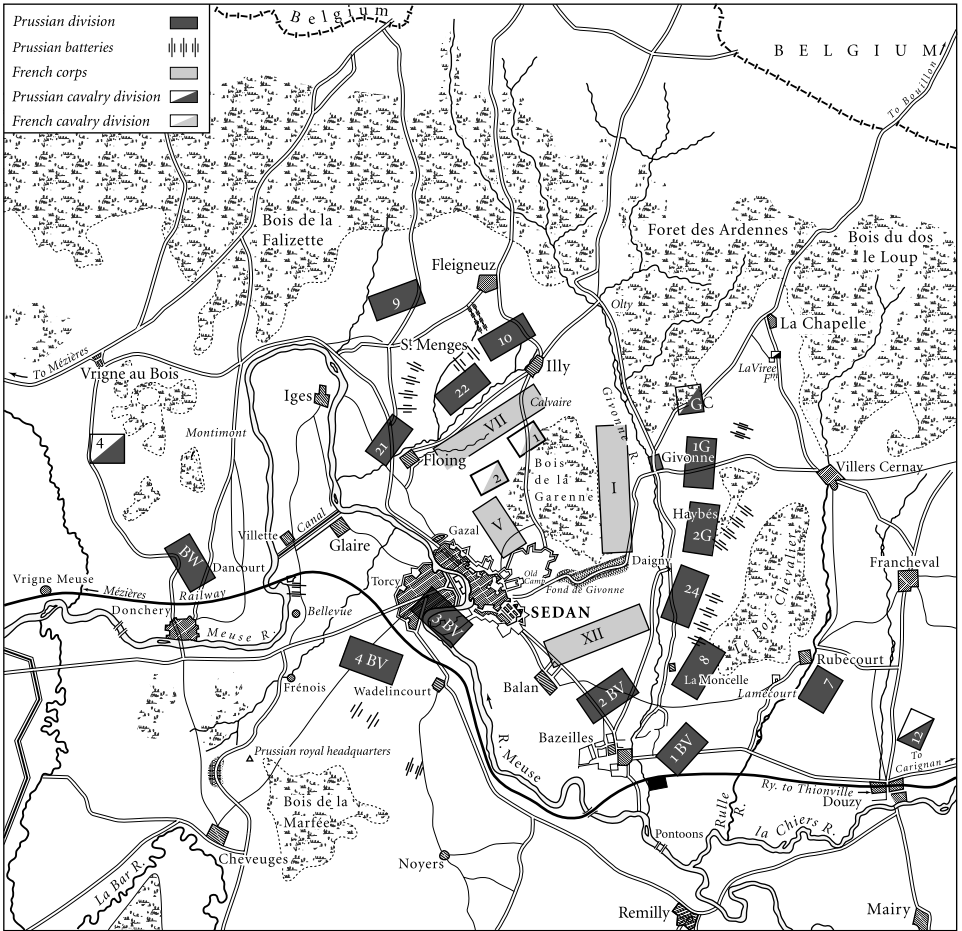 Prussian division
Prussian batteries
French corps
Prussian cavalry division
French cavalry division
Belgium
BELGIUM
To Bouillon
Bois de la
Falizette
Foret des Ardennes
Bois du dos
le Loup
Fleigneuz
9
Olty
10
La Chapelle
St Menges
To Mézières
Vrigne au Bois
Illy
LaViree
Fm
22
Iges
Calvaire
GC
VII
Givonne R.
4
Montimont
21
1
Floing
Bois
de la
Garenne
I
1G
Givonne
Villers Cernay
2
V
Haybés
2G
Canal
Villette
Glaire
Gazal
BW
Dancourt
Daigny
Le Bois Chevalier
Francheval
Vrigne Meuse
Mézières
Railway
Torcy
Old
Camp
Fond de Givonne
24
Donchery
Bellevue
SEDAN
Meuse R.
3 BV
XII
4 BV
8
La Moncelle
Rubecourt
Frénois
Wadelincourt
Balan
2 BV
Lamecourt
7
R. Meuse
Bazeilles
12
Prussian royal headquarters
1 BV
To
Carignan
Ry. to Thionville
Douzy
Bois de la
Marfée
Rulle
R.
la Chiers R.
Pontoons
Cheveuges
La Bar R.
Noyers
Remilly
Mairy